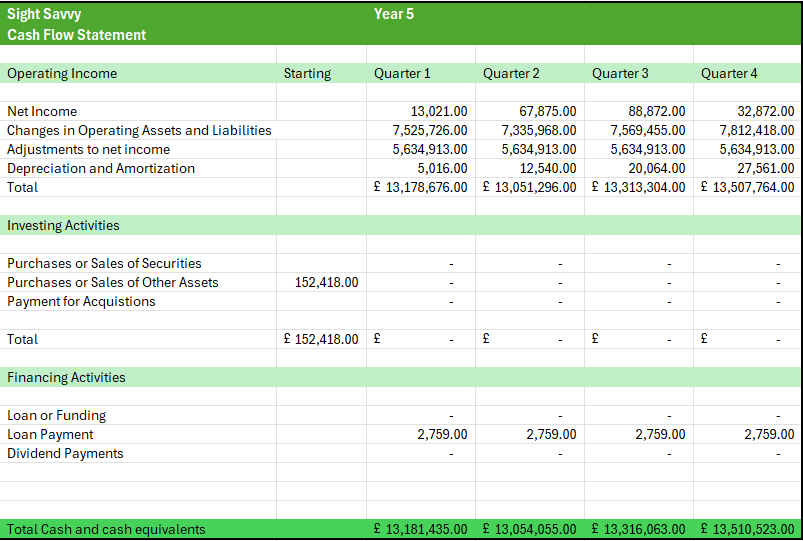 Sight Savvy Year 5
Cash Flow Statement
Operating Income Starting Quarter 1 Quarter 2 Quarter 3 Quarter 4
Net Income 13,021.00 67,875.00 88,872.00 32,872.00
Changes in Operating Assets and Liabilities 7,525,726.00 7,335,968.00 7,569,455.00 7,812,418.00
Adjustments to net income 5,634,913.00 5,634,913.00 5,634,913.00 5,634,913.00
Depreciation and Amortization 5,016.00 12,540.00 20,064.00 27,561.00
Total £ 13,178,676.00 £ 13,051,296.00 £ 13,313,304.00 £ 13,507,764.00
Investing Activities
Purchases or Sales of Securities - - - -
Purchases or Sales of Other Assets 152,418.00 - - - -
Payment for Acquistions - - - -
Total £ 152,418.00 £ - £ - £ - £ -
Financing Activities
Loan or Funding - - - -
Loan Payment 2,759.00 2,759.00 2,759.00 2,759.00
Dividend Payments - - - -
Total Cash and cash equivalents £ 13,181,435.00 £ 13,054,055.00 £ 13,316,063.00 £ 13,510,523.00